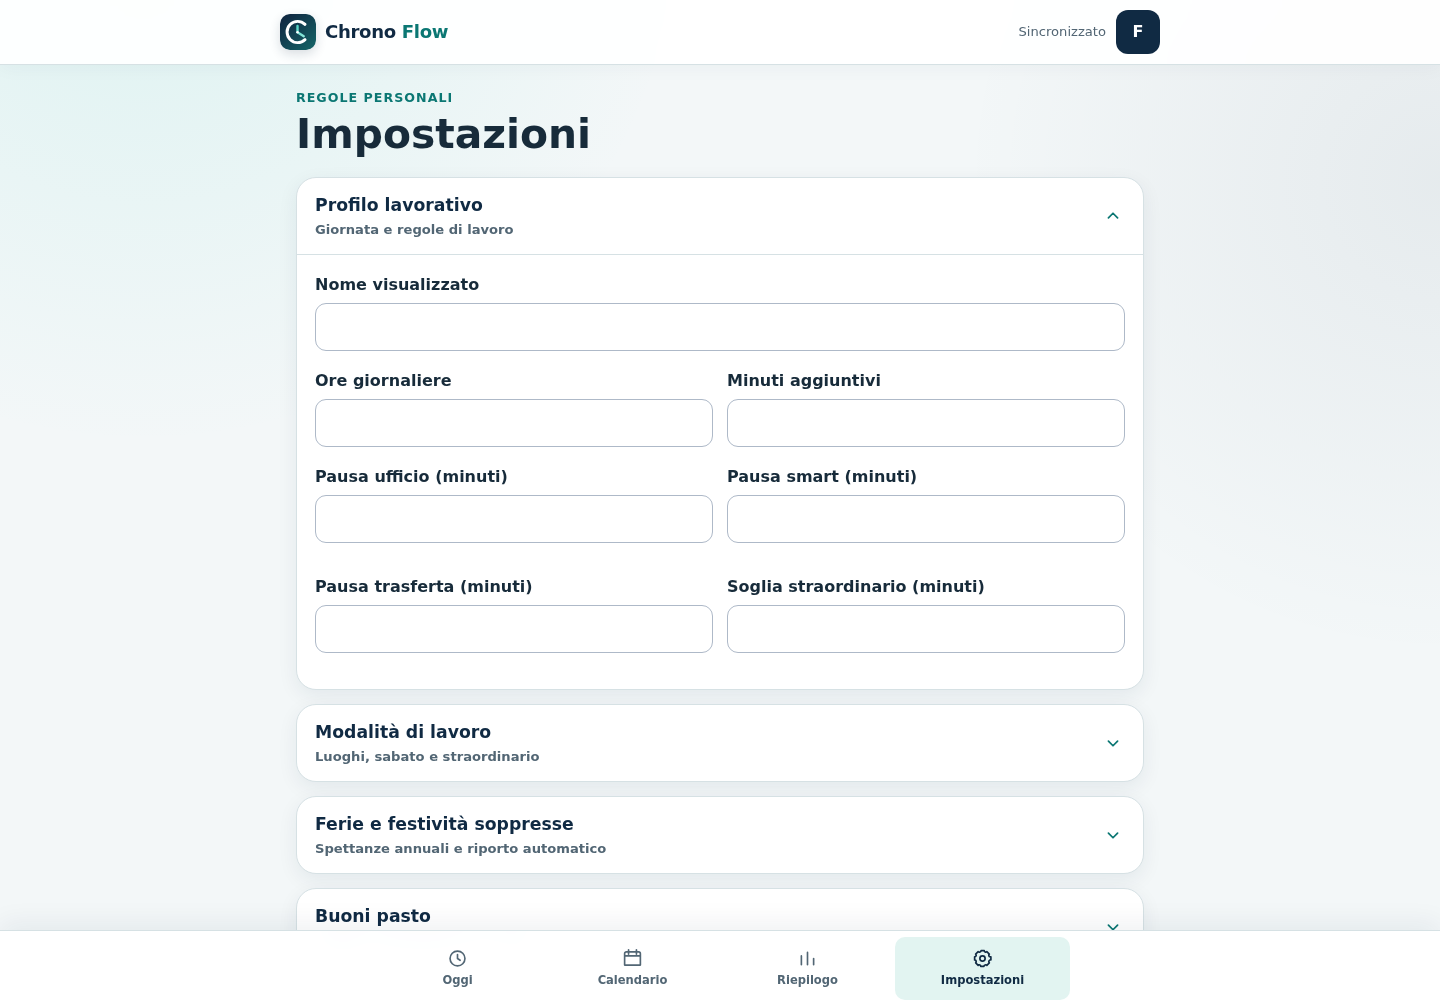 Chrono Flow
Sincronizzato
F
REGOLE PERSONALI
Impostazioni
Profilo lavorativo
Giornata e regole di lavoro
Nome visualizzato
Ore giornaliere
Minuti aggiuntivi
Pausa ufficio (minuti)
Pausa smart (minuti)
Pausa trasferta (minuti)
Soglia straordinario (minuti)
Modalità di lavoro
Luoghi, sabato e straordinario
Ferie e festività soppresse
Spettanze annuali e riporto automatico
Buoni pasto
Oggi
Calendario
Riepilogo
Impostazioni